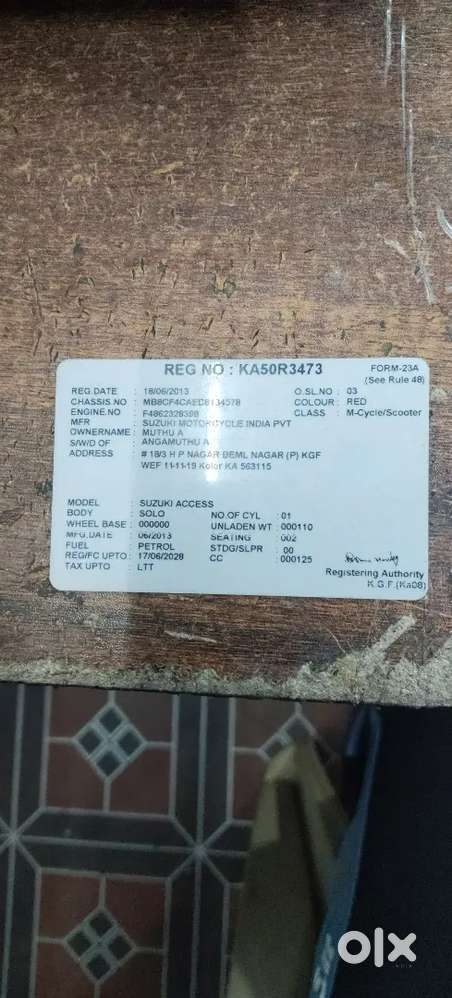 REG NO : KA50R3473
FORM-23A
(See Rule 48)
REG.DATE : 18/06/2013 O.SL.NO : 03
CHASSIS.NO : COLOUR : RED
ENGINE.NO : CLASS : M-Cycle/Scooter
MFR : SUZUKI MOTORCYCLE INDIA PVT
OWNERNAME : MUTHU A
S/W/D OF : ANGAMUTHU A
ADDRESS : # 18/3 H P NAGAR BEML NAGAR (P) KGF
WEF 11-11-19 Kolar KA 563115
MODEL : SUZUKI ACCESS
BODY : SOLO NO.OF CYL : 01
WHEEL BASE : 000000 UNLADEN WT : 000110
MFG.DATE : 06/2013 SEATING : 002
FUEL : PETROL STDG/SLPR : 00
REG/FC UPTO : 17/06/2028 CC : 000125
TAX UPTO : LTT
Registering Authority
K.G.F.(Ka08)
olx